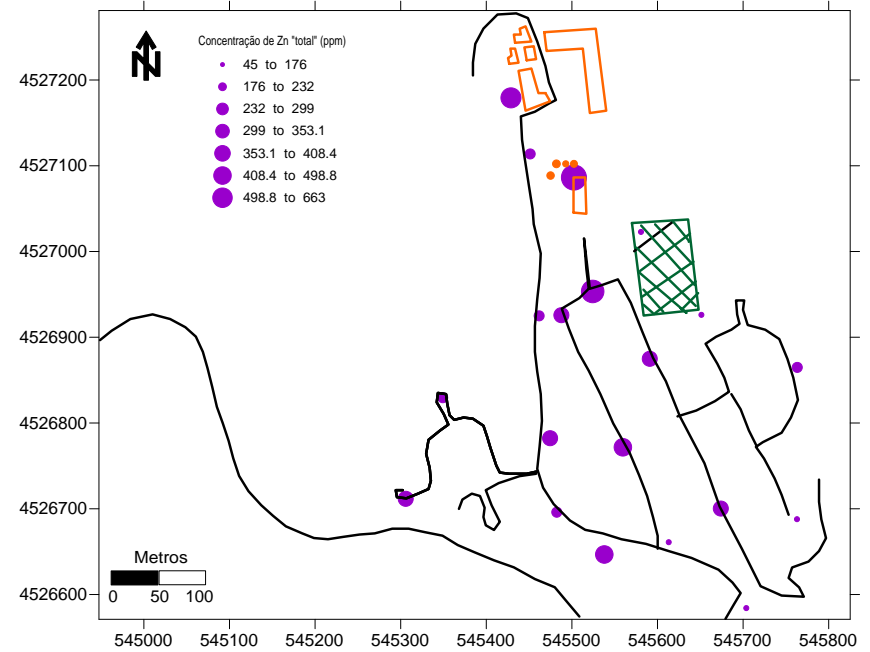 Concentração de Zn "total" (ppm)
45 to 176
176 to 232
232 to 299
299 to 353.1
353.1 to 408.4
408.4 to 498.8
498.8 to 663
N
4527200
4527100
4527000
4526900
4526800
4526700
4526600
Metros
0 50 100
545000 545100 545200 545300 545400 545500 545600 545700 545800